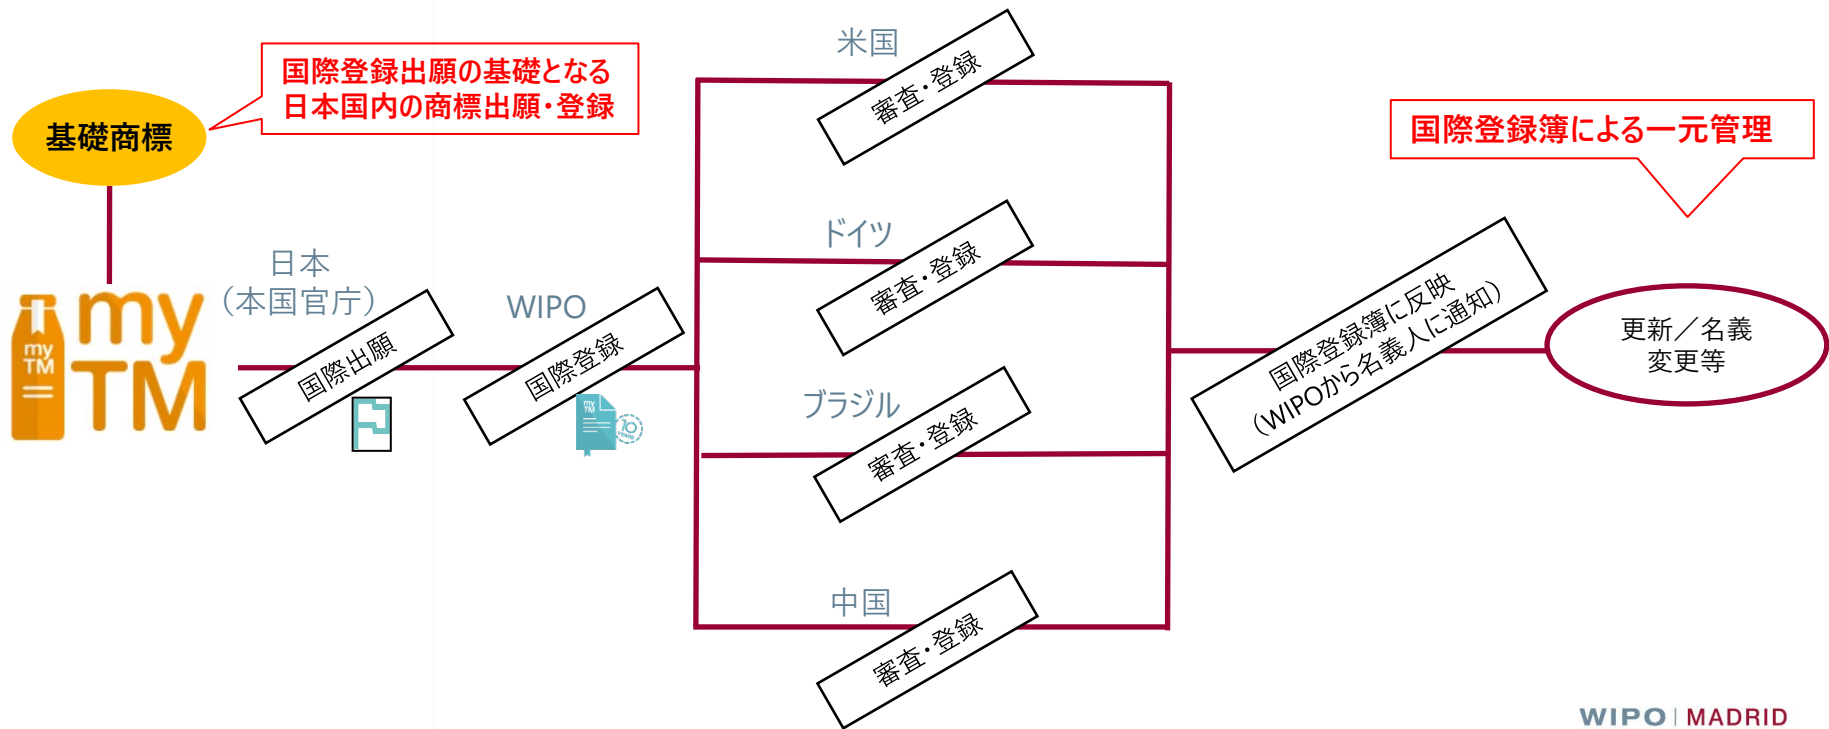 国際登録出願の基礎となる
日本国内の商標出願・登録
基礎商標
my
TM
my
TM
日本
（本国官庁）
国際出願
WIPO
国際登録
my
TM
10
YEARS
米国
審査・登録
ドイツ
審査・登録
ブラジル
審査・登録
中国
審査・登録
国際登録簿に反映
（WIPOから名義人に通知）
国際登録簿による一元管理
更新／名義
変更等
WIPO | MADRID